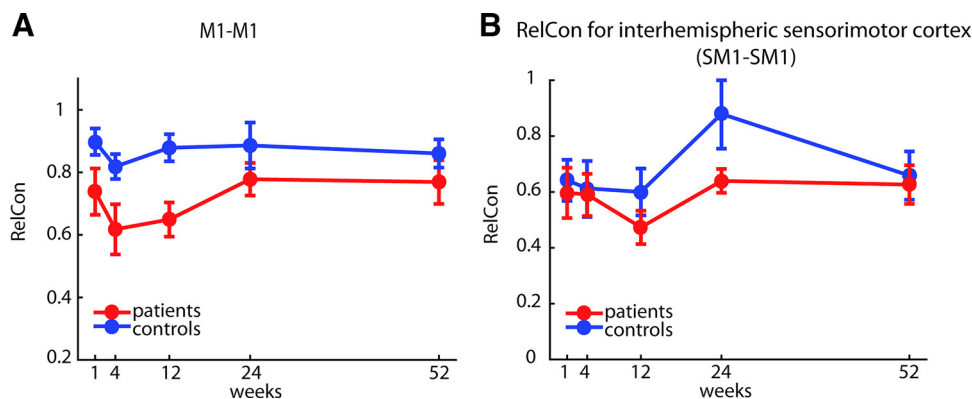 A
M1-M1
RelCon
1
0.8
0.6
0.4
0.2
patients
controls
1 4 12 24 52
weeks
B
RelCon for interhemispheric sensorimotor cortex
(SM1-SM1)
RelCon
1
0.8
0.6
0.4
0.2
0
patients
controls
1 4 12 24 52
weeks